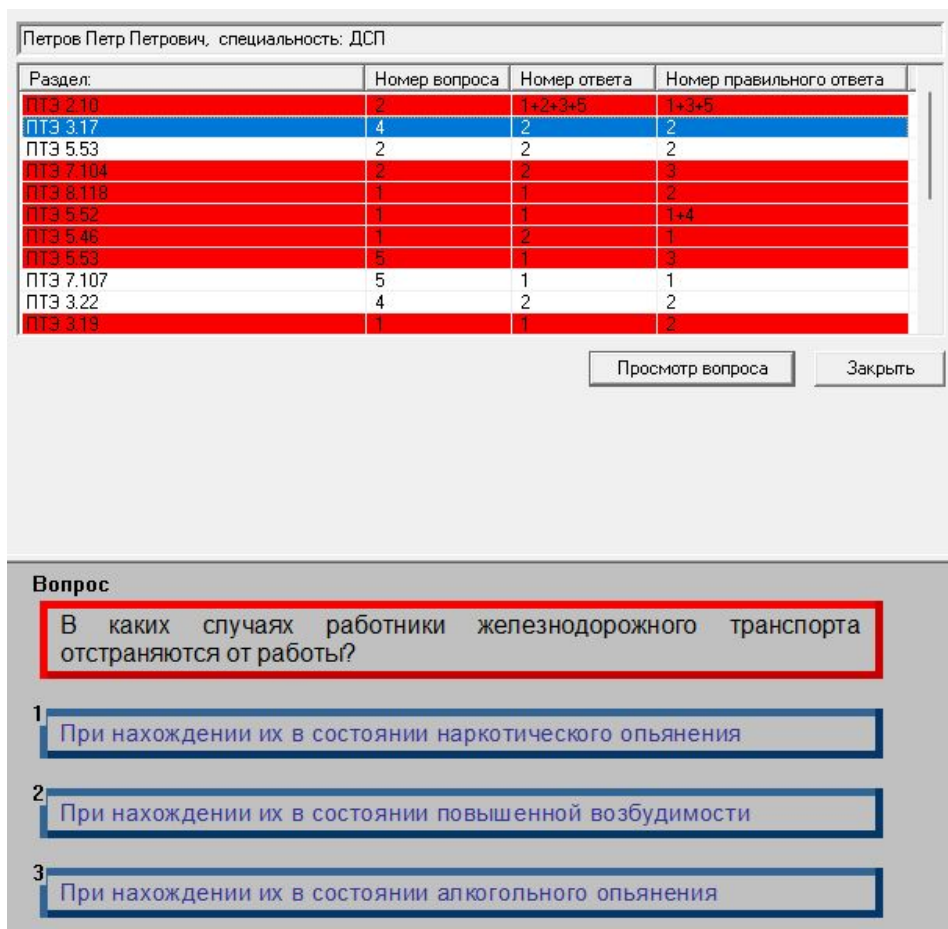 Петров Петр Петрович, специальность: ДСП
Раздел: Номер вопроса Номер ответа Номер правильного ответа
ПТЭ 2.10 2 1+2+3+5 1+3+5
ПТЭ 3.17 4 2 2
ПТЭ 5.53 2 2 2
ПТЭ 7.104 2 2 3
ПТЭ 8.118 1 1 2
ПТЭ 5.52 1 1 1+4
ПТЭ 5.46 1 2 1
ПТЭ 5.53 5 1 3
ПТЭ 7.107 5 1 1
ПТЭ 3.22 4 2 2
ПТЭ 3.19 1 1 2
Просмотр вопроса Закрыть
Вопрос
В каких случаях работники железнодорожного транспорта
отстраняются от работы?
1
При нахождении их в состоянии наркотического опьянения
2
При нахождении их в состоянии повышенной возбудимости
3
При нахождении их в состоянии алкогольного опьянения